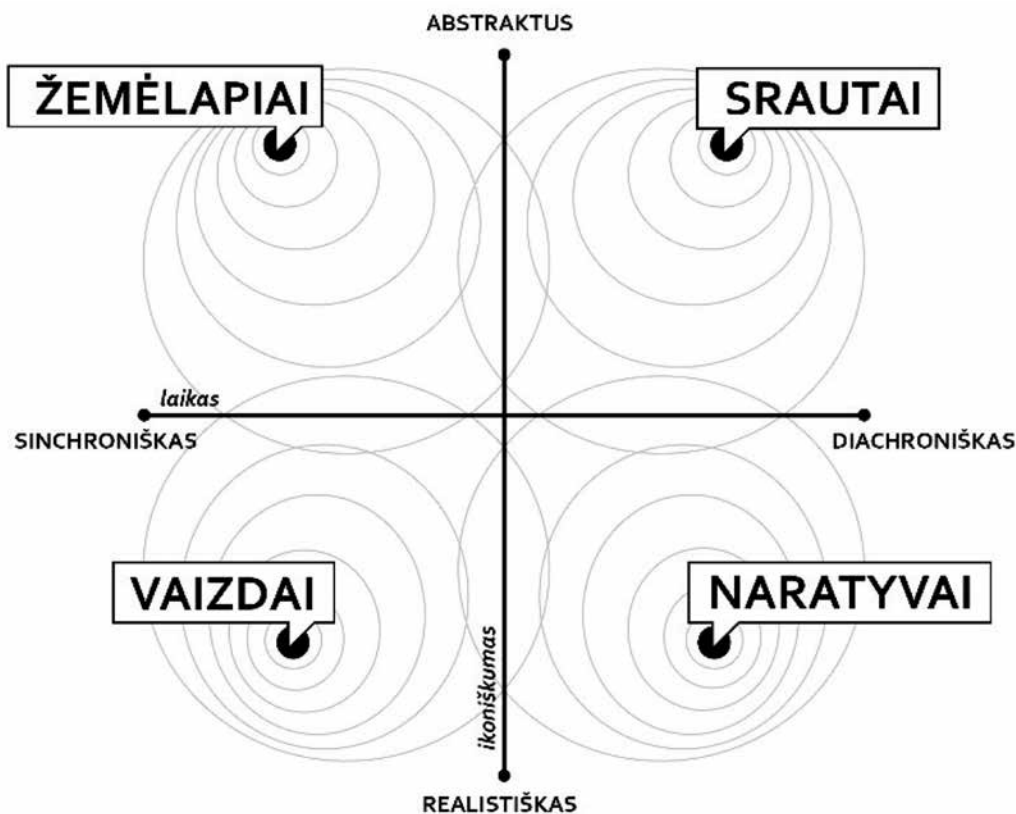 ABSTRAKTUS
ŽEMĖLAPIAI
SRAUTAI
laikas
SINCHRONIŠKAS
DIACHRONIŠKAS
VAIZDAI
NARATYVAI
ikoniškumas
REALISTIŠKAS